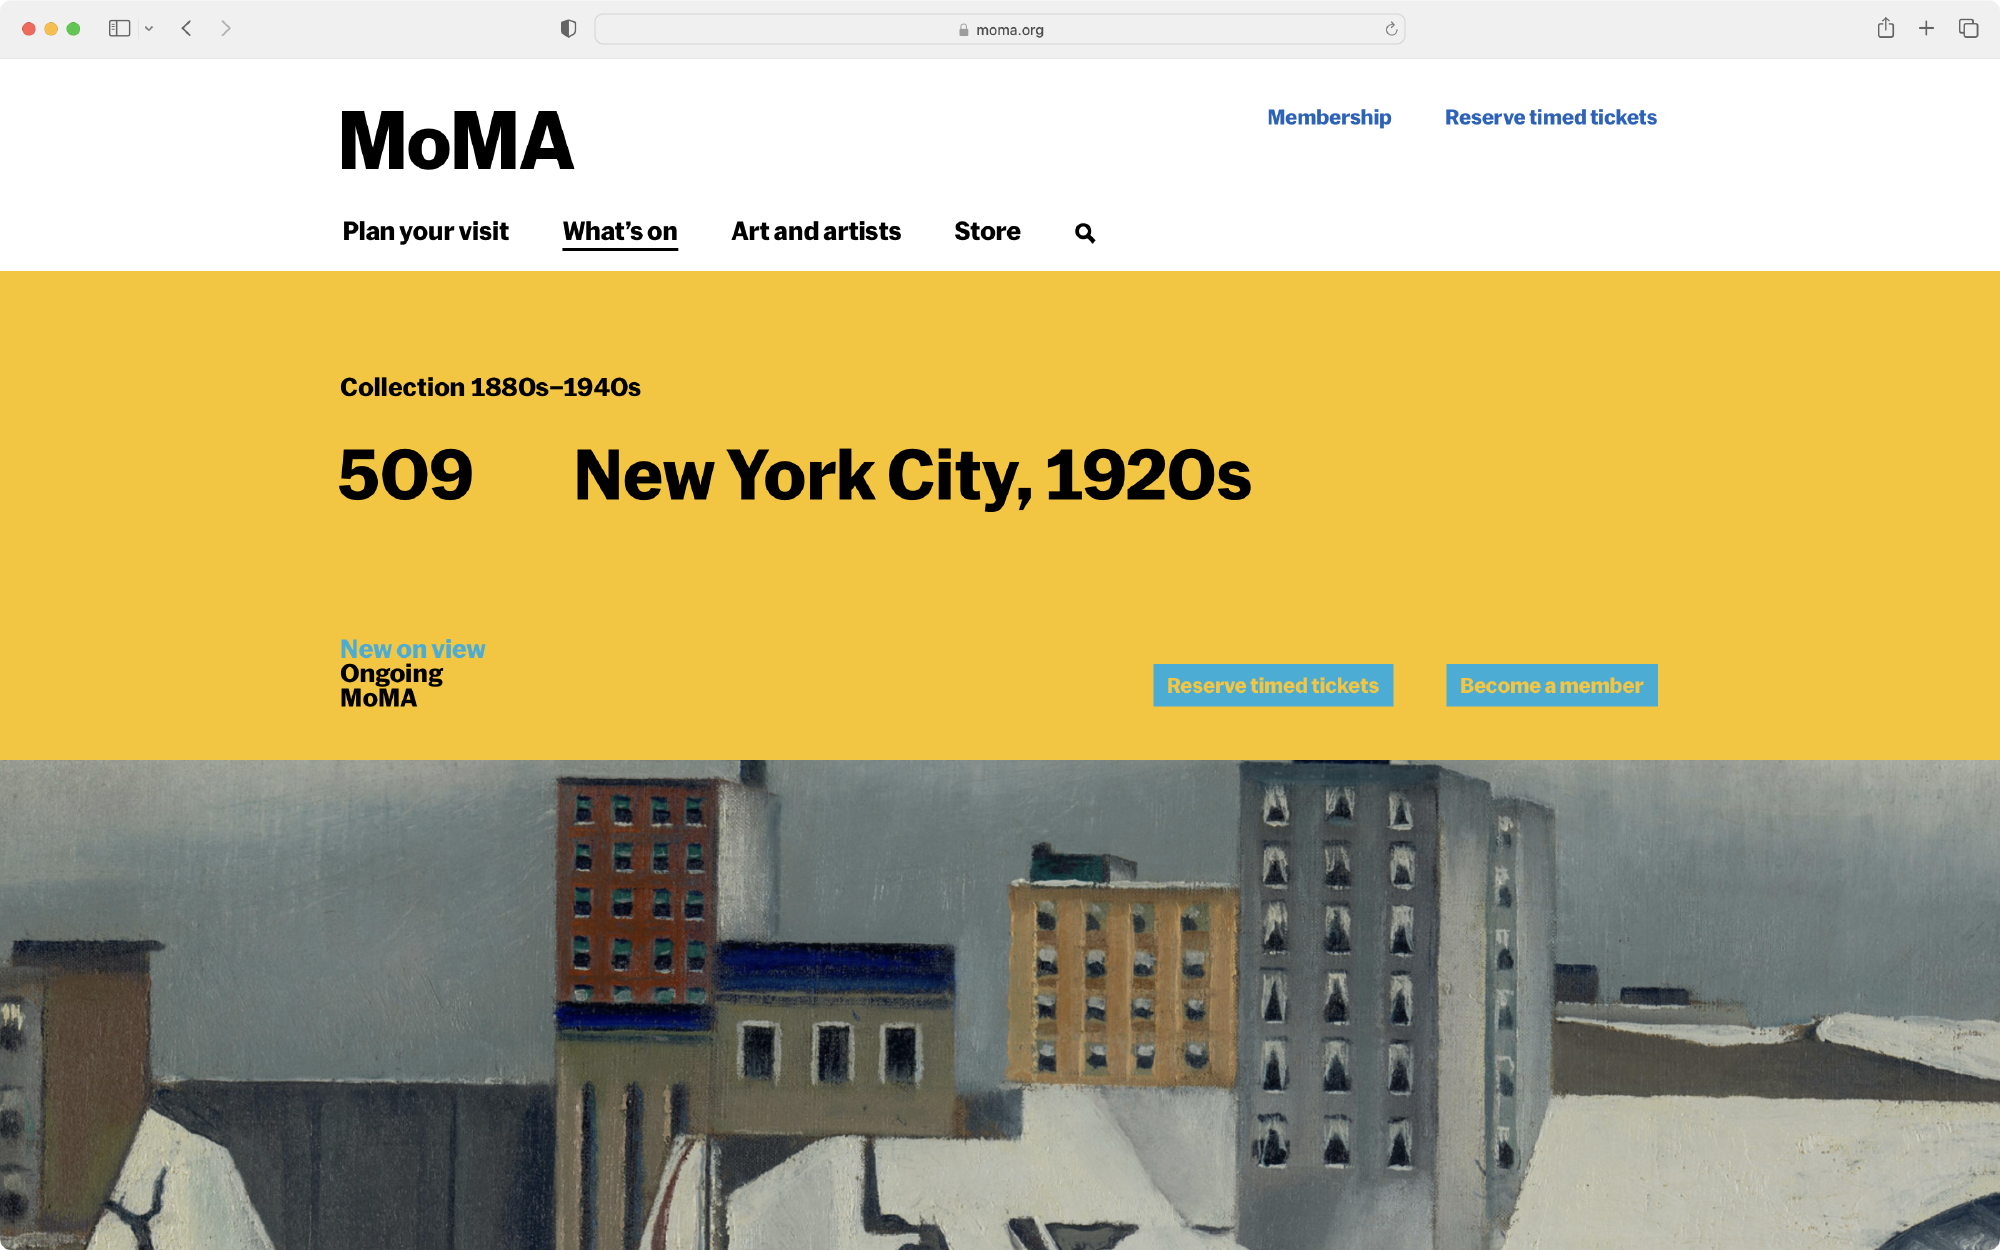 moma.org
MoMA
Membership
Reserve timed tickets
Plan your visit
What's on
Art and artists
Store
Collection 1880s–1940s
509 New York City, 1920s
New on view
Ongoing
MoMA
Reserve timed tickets
Become a member